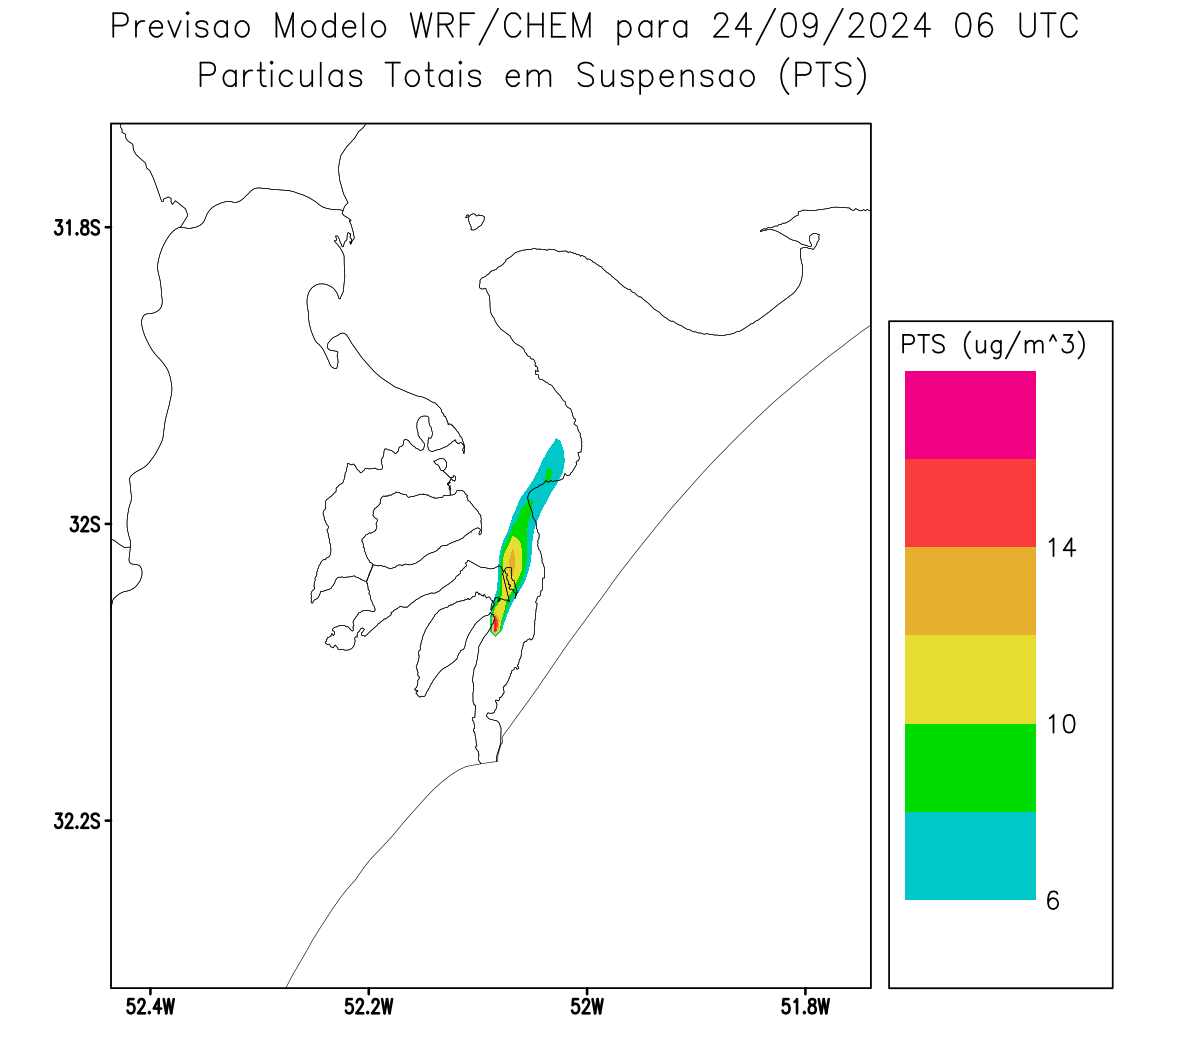 Previsao Modelo WRF/CHEM para 24/09/2024 06 UTC
Particulas Totais em Suspensao (PTS)
31.8S
32S
32.2S
52.4W
52.2W
52W
51.8W
PTS (ug/m^3)
14
10
6